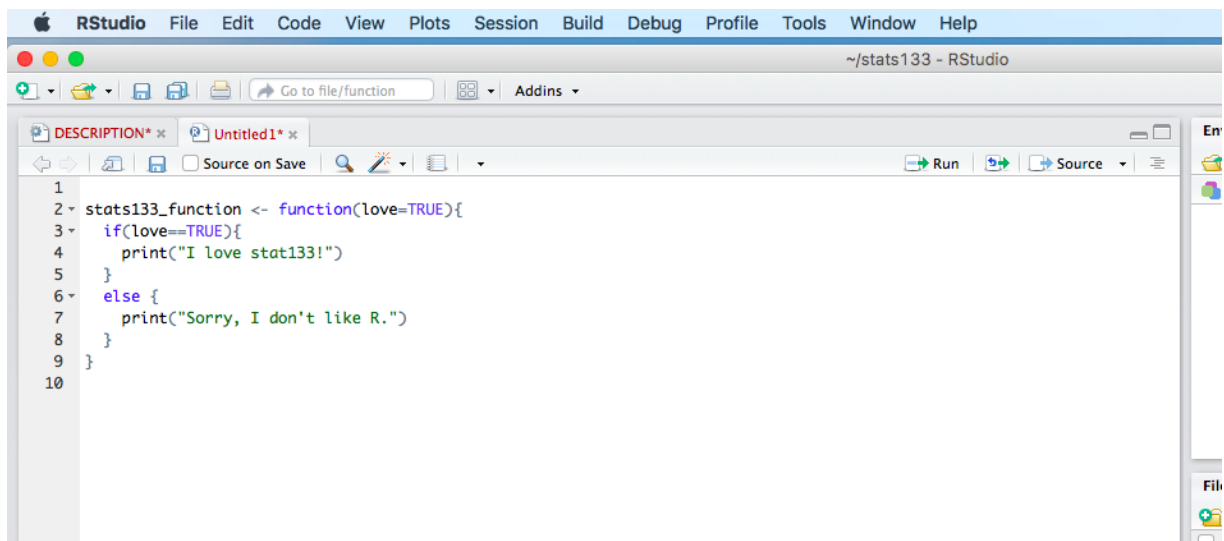 RStudio File Edit Code View Plots Session Build Debug Profile Tools Window Help
~/stats133 - RStudio
Go to file/function Addins
DESCRIPTION* Untitled1*
Source on Save Run Source
1
2 stats133_function <- function(love=TRUE){
3 if(love==TRUE){
4 print("I love stat133!")
5 }
6 else {
7 print("Sorry, I don't like R.")
8 }
9 }
10
En
File